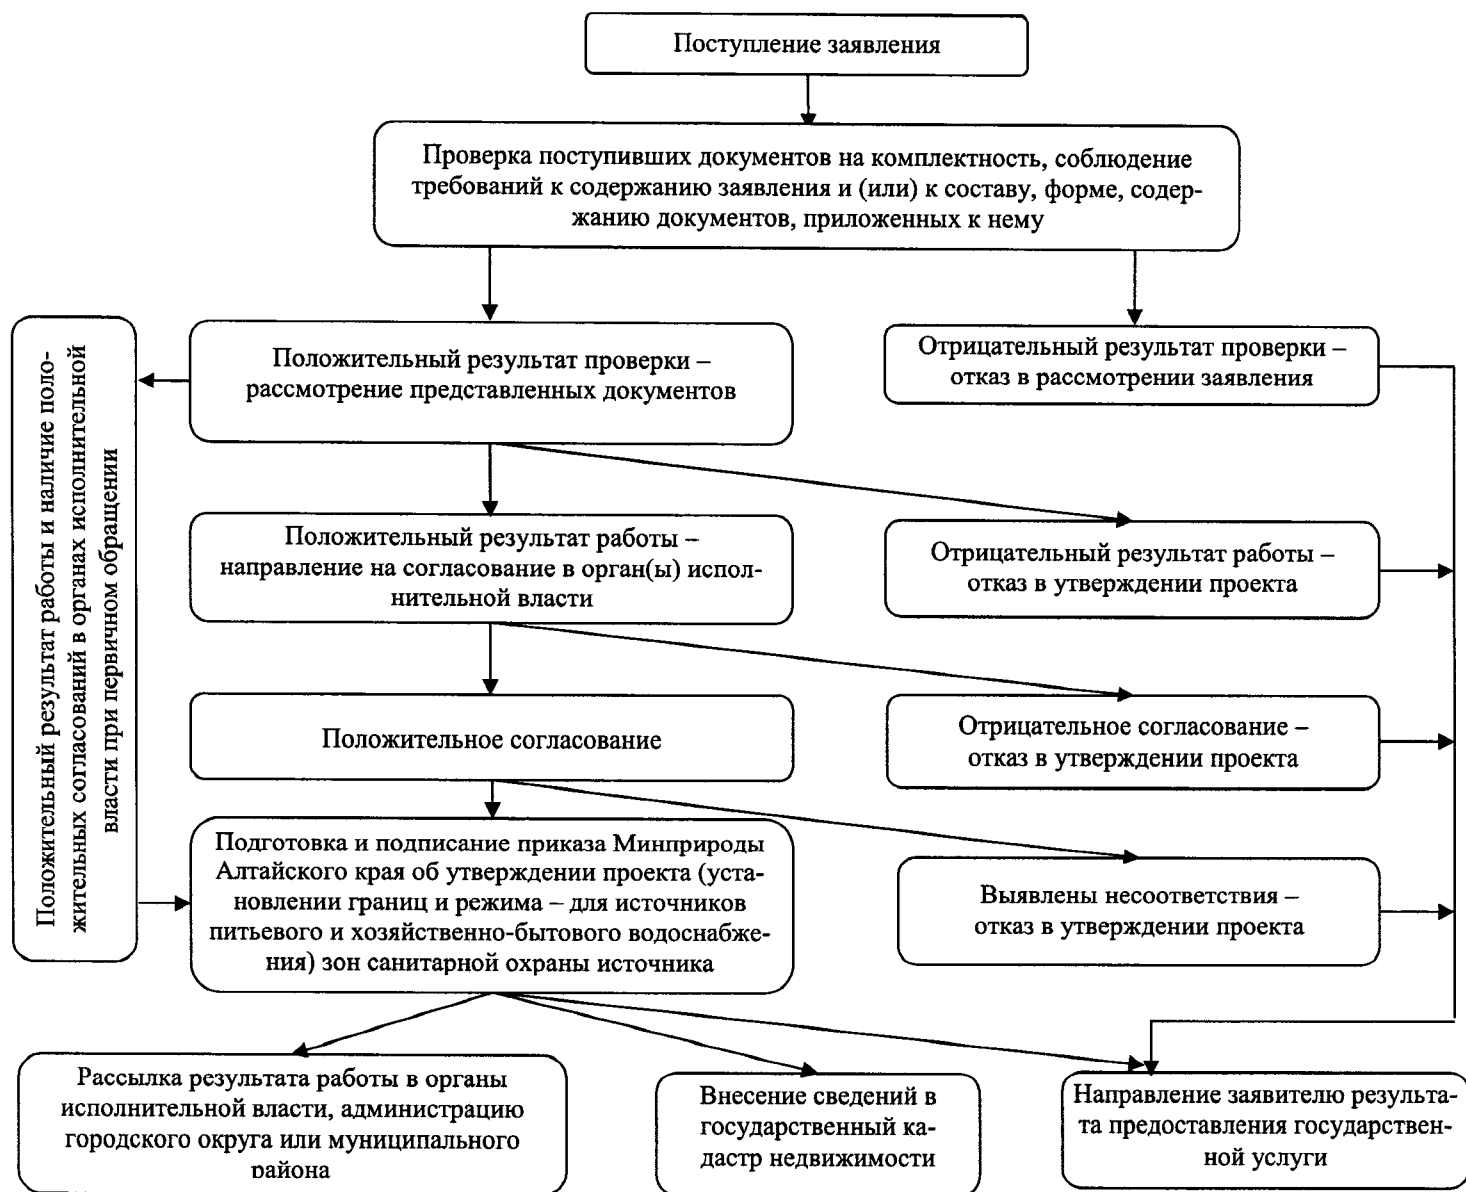 Поступление заявления
Проверка поступивших документов на комплектность, соблюдение
требований к содержанию заявления и (или) к составу, форме, содер-
жанию документов, приложенных к нему
Положительный результат работы и наличие поло-
жительных согласований в органах исполнительной
власти при первичном обращении
Положительный результат проверки –
рассмотрение представленных документов
Отрицательный результат проверки –
отказ в рассмотрении заявления
Положительный результат работы –
направление на согласование в орган(ы) испол-
нительной власти
Отрицательный результат работы –
отказ в утверждении проекта
Положительное согласование
Отрицательное согласование –
отказ в утверждении проекта
Подготовка и подписание приказа Минприроды
Алтайского края об утверждении проекта (уста-
новлении границ и режима – для источников
питьевого и хозяйственно-бытового водоснабже-
ния) зон санитарной охраны источника
Выявлены несоответствия –
отказ в утверждении проекта
Рассылка результата работы в органы
исполнительной власти, администрацию
городского округа или муниципального
района
Внесение сведений в
государственный ка-
дастр недвижимости
Направление заявителю результа-
та предоставления государствен-
ной услуги